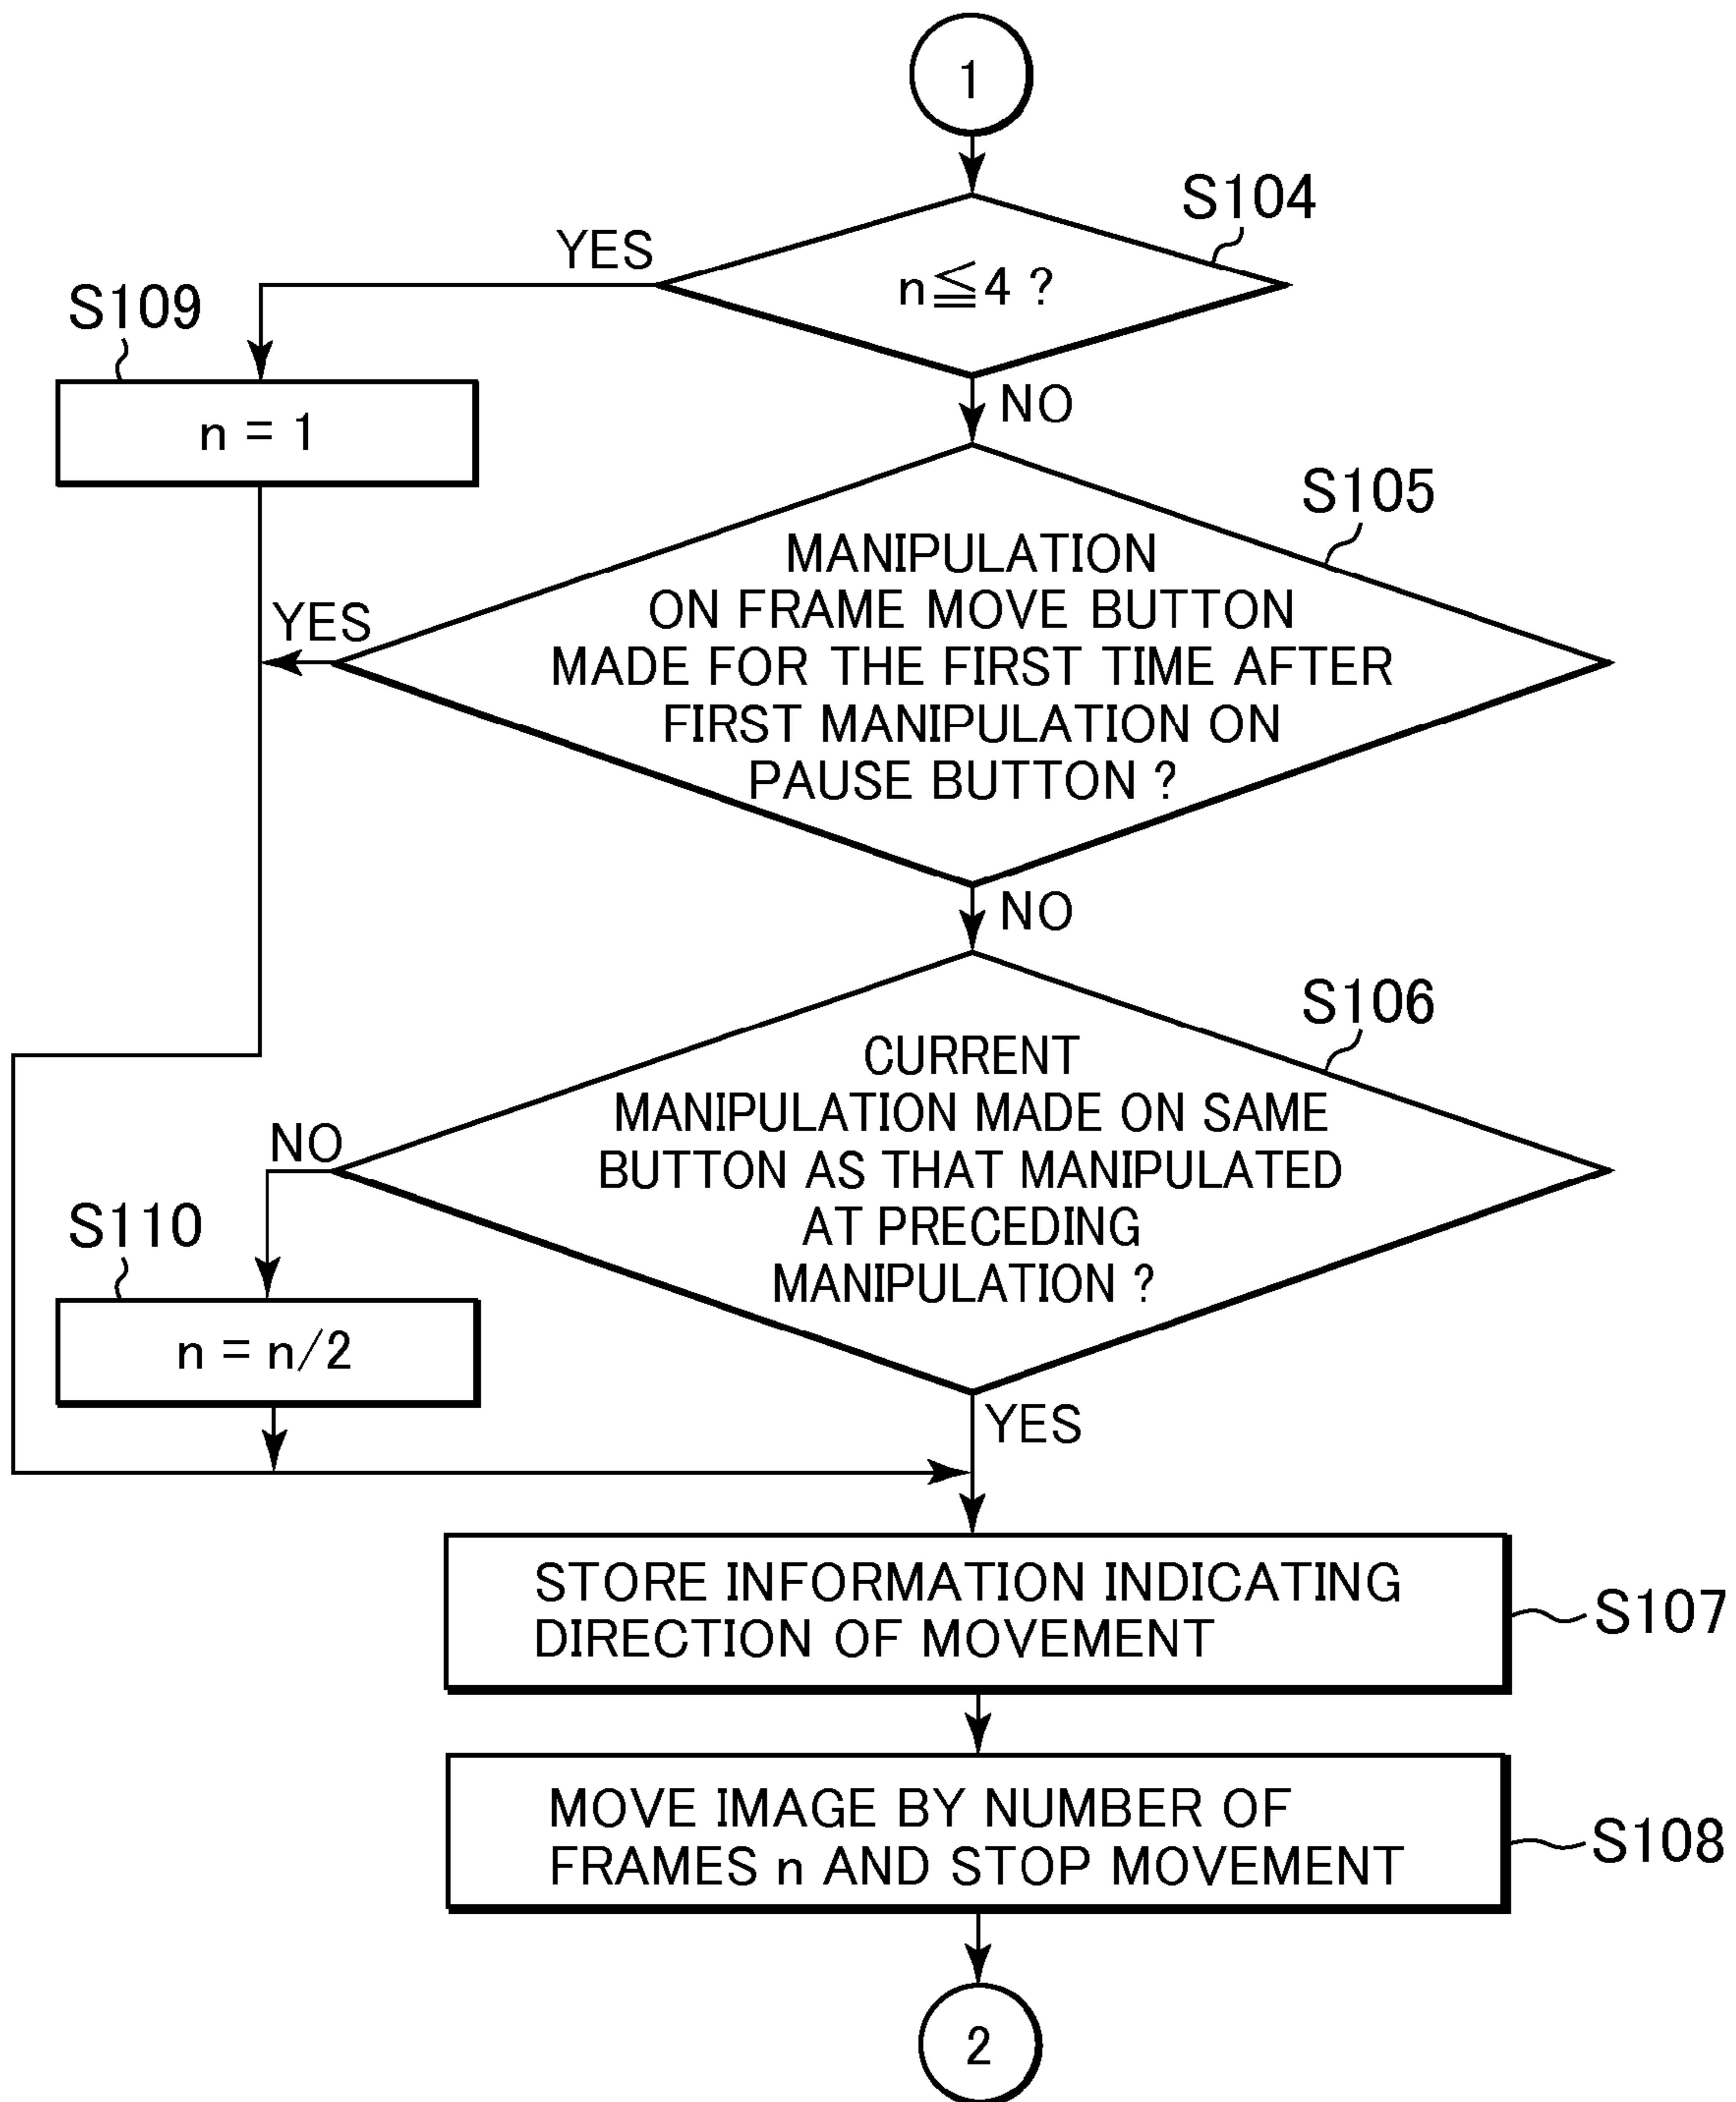 1
S104
YES
n≦4 ?
S109
NO
n = 1
S105
MANIPULATION
ON FRAME MOVE BUTTON
YES
MADE FOR THE FIRST TIME AFTER
FIRST MANIPULATION ON
PAUSE BUTTON ?
NO
S106
CURRENT
MANIPULATION MADE ON SAME
NO
BUTTON AS THAT MANIPULATED
S110
AT PRECEDING
MANIPULATION ?
n = n/2
YES
STORE INFORMATION INDICATING
DIRECTION OF MOVEMENT
S107
MOVE IMAGE BY NUMBER OF
FRAMES n AND STOP MOVEMENT
S108
2